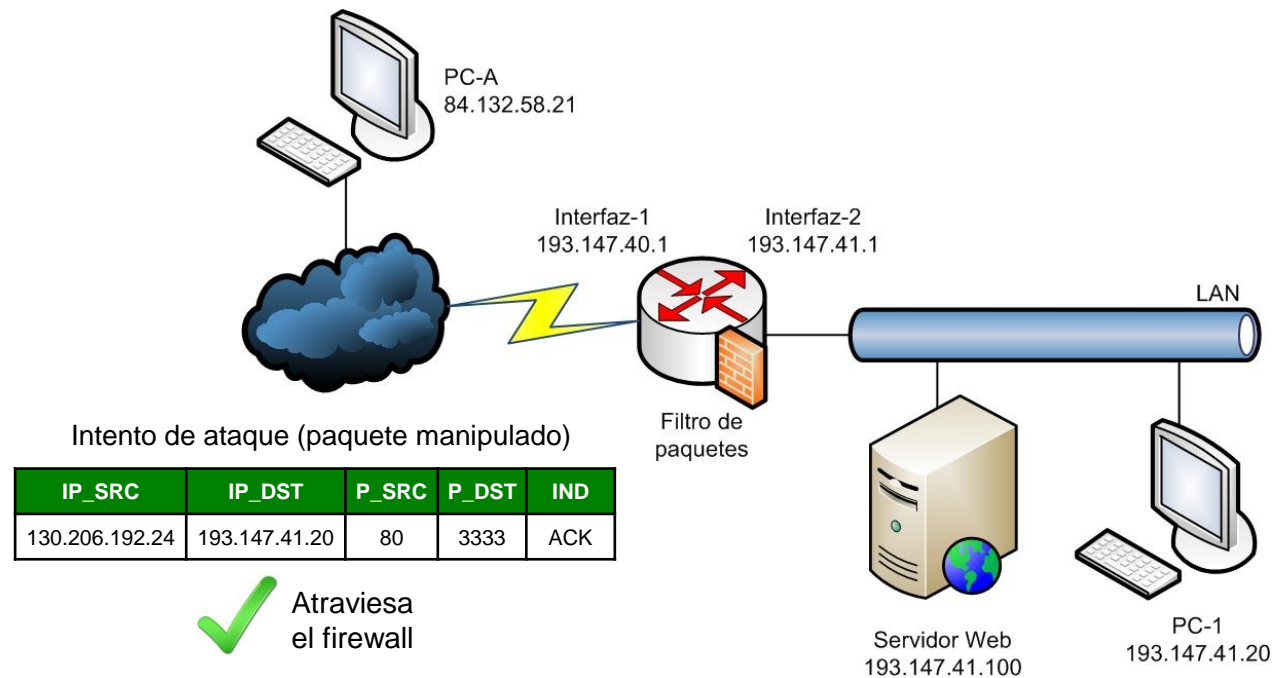 PC-A
84.132.58.21
Interfaz-1
193.147.40.1
Interfaz-2
193.147.41.1
LAN
Filtro de
paquetes
Intento de ataque (paquete manipulado)
IP_SRC IP_DST P_SRC P_DST IND
130.206.192.24 193.147.41.20 80 3333 ACK
Atraviesa
el firewall
Servidor Web
193.147.41.100
PC-1
193.147.41.20